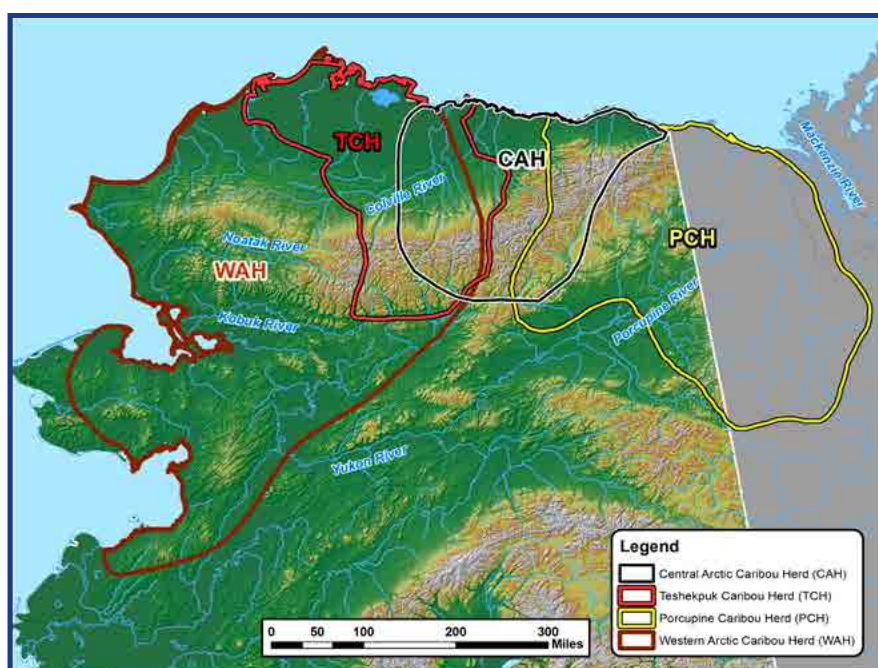 Mackenzie River
TCH
CAH
Colville River
Noatak River
WAH
PCH
Kobuk River
Porcupine River
Yukon River
Legend
Central Arctic Caribou Herd (CAH)
Teshekpuk Caribou Herd (TCH)
Porcupine Caribou Herd (PCH)
Western Arctic Caribou Herd (WAH)
0 50 100 200 300
Miles